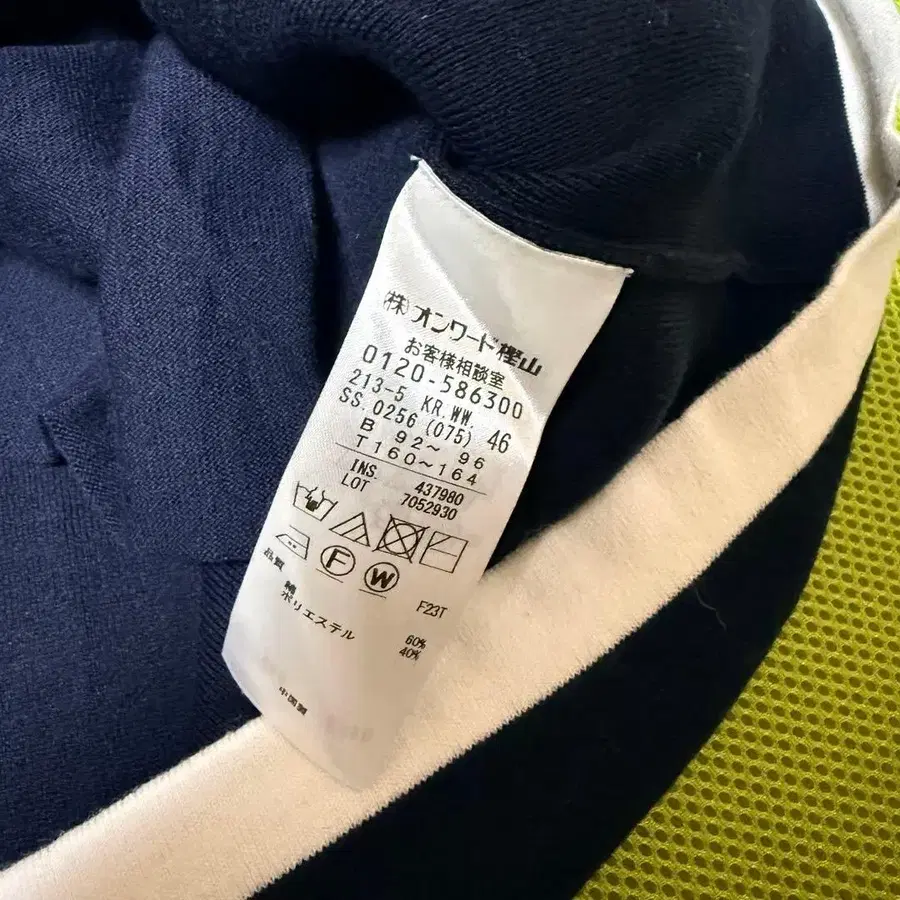 ㈱オンワード樫山
お客様相談室
0120-586300
213-5 KR.WW.
SS.0256(075) 46
B 92~ 96
T160~164
INS. 437980
LOT 7052930
F W
F23T
品質
綿 60%
ポリエステル 40%
中国製